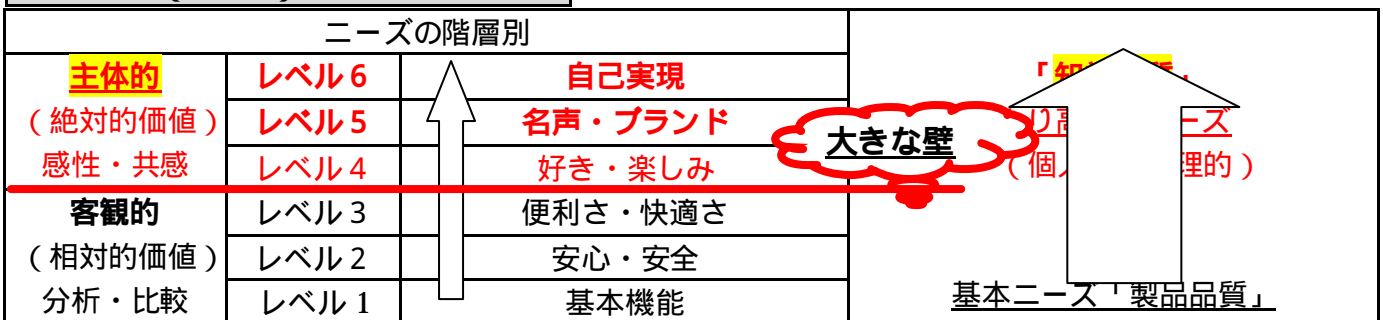 ニーズの階層別
主体的 レベル6 自己実現
(絶対的価値) レベル5 名声・ブランド
感性・共感 レベル4 好き・楽しみ
大きな壁
客観的 レベル3 便利さ・快適さ
(相対的価値) レベル2 安心・安全
分析・比較 レベル1 基本機能
ーズ
(個 理的)
基本ニーズ「製品品質」